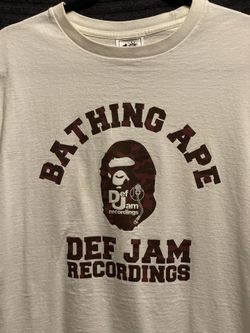 BATHING APE
Def
Jam
recordings
DEF JAM
RECORDINGS